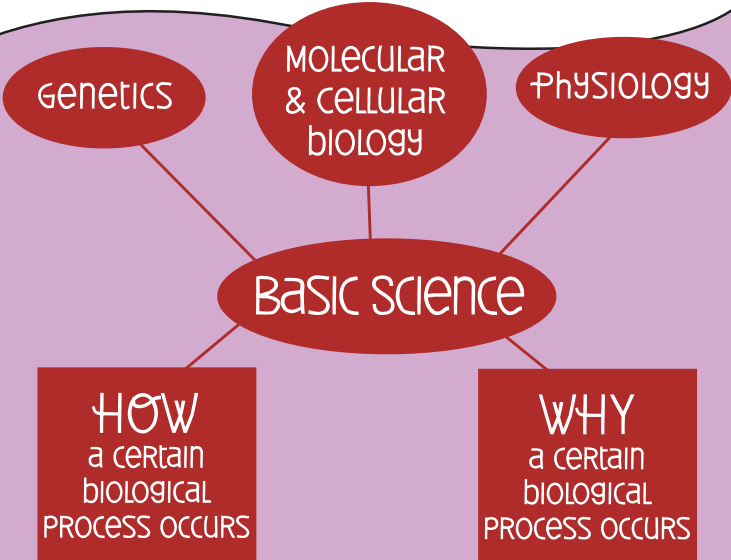 Genetics
Molecular
& Cellular
biology
Physiology
Basic Science
HOW
a certain
biological
process occurs
WHY
a certain
biological
process occurs